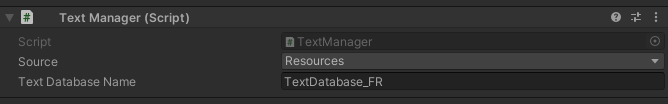 Text Manager (Script)
Script TextManager
Source Resources
Text Database Name TextDatabase_FR